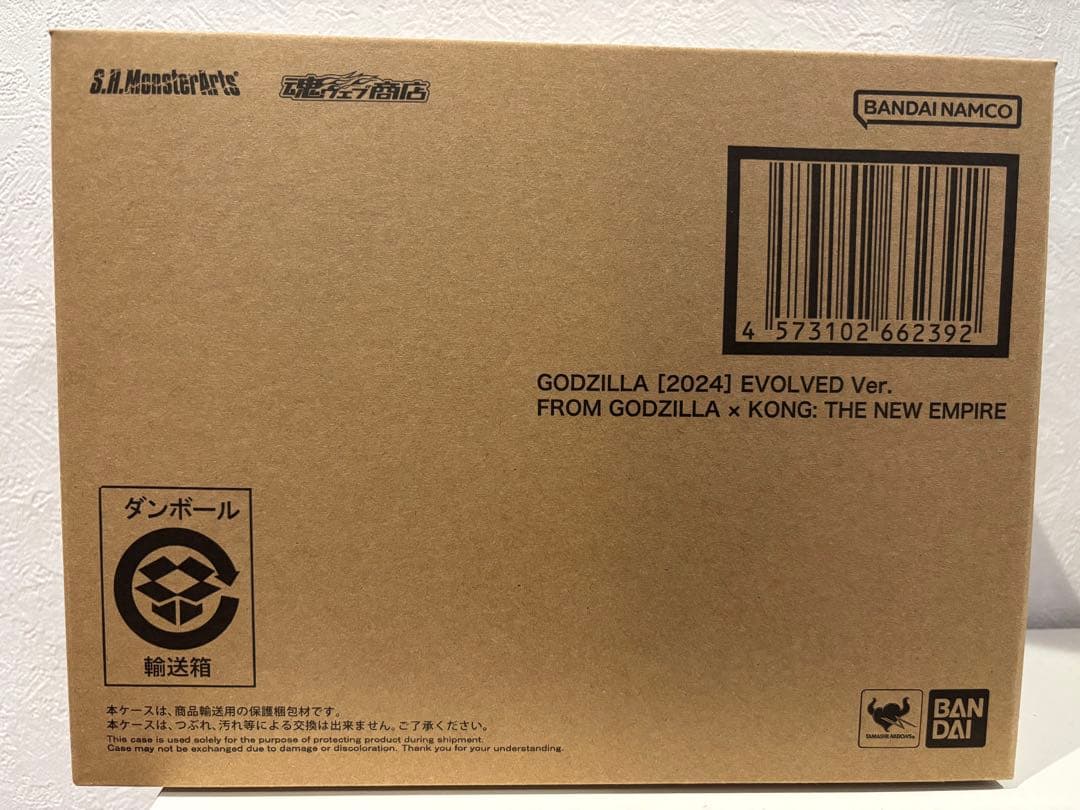 S.H.MonsterArts
魂ウェブ商店
BANDAI NAMCO
4 573102 662392
GODZILLA [2024] EVOLVED Ver.
FROM GODZILLA × KONG: THE NEW EMPIRE
ダンボール
輸送箱
本ケースは、商品輸送用の保護梱包材です。
本ケースは、つぶれ、汚れ等による交換は出来ません。ご了承ください。
This case is used solely for the purpose of protecting product during shipment.
Case may not be exchanged due to damage or discoloration. Thank you for your understanding.
TAMASHII NATIONS
BAN
DAI